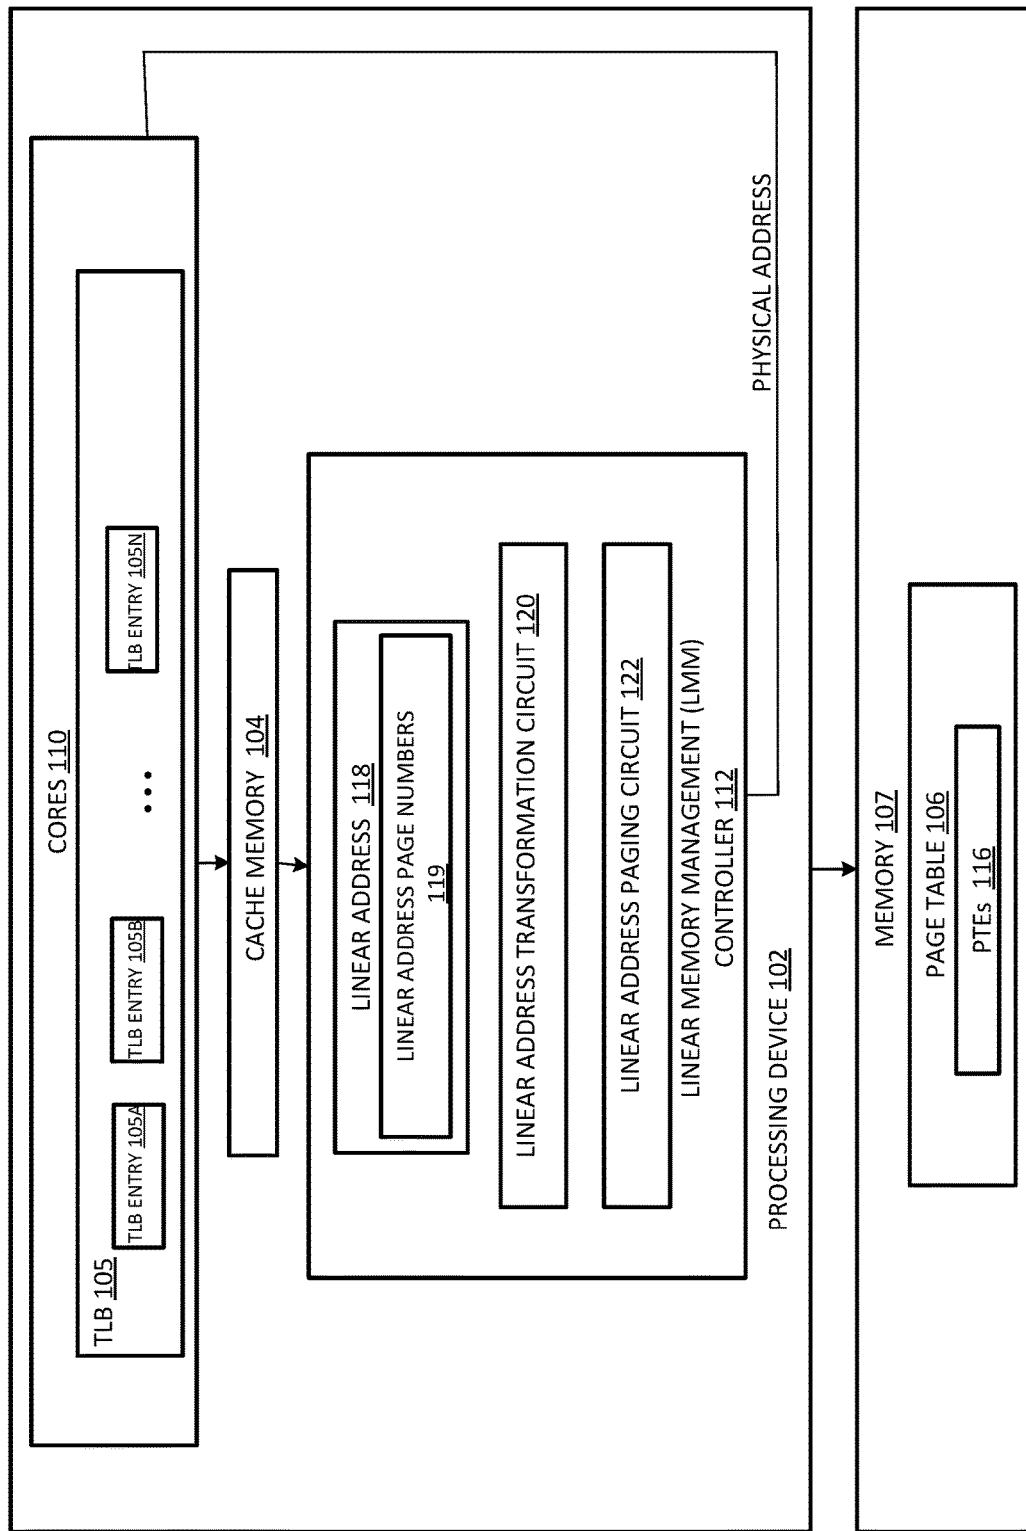 CORES 110
TLB 105
TLB ENTRY 105A
TLB ENTRY 105B
...
TLB ENTRY 105N
CACHE MEMORY 104
LINEAR ADDRESS 118
LINEAR ADDRESS PAGE NUMBERS
119
LINEAR ADDRESS TRANSFORMATION CIRCUIT 120
LINEAR ADDRESS PAGING CIRCUIT 122
LINEAR MEMORY MANAGEMENT (LMM)
CONTROLLER 112
PHYSICAL ADDRESS
PROCESSING DEVICE 102
MEMORY 107
PAGE TABLE 106
PTEs 116